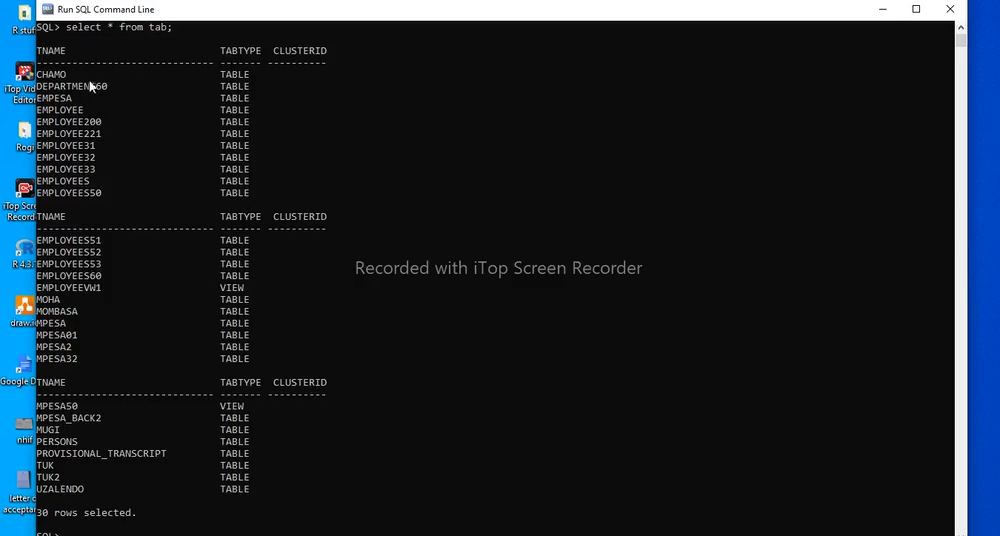 Run SQL Command Line
SQL> select * from tab;
TNAME TABTYPE CLUSTERID
------------------------------ ------- ----------
CHAMO TABLE
DEPARTMENT60 TABLE
EMPESA TABLE
EMPLOYEE TABLE
EMPLOYEE200 TABLE
EMPLOYEE221 TABLE
EMPLOYEE31 TABLE
EMPLOYEE32 TABLE
EMPLOYEE33 TABLE
EMPLOYEES TABLE
EMPLOYEES50 TABLE
TNAME TABTYPE CLUSTERID
------------------------------ ------- ----------
EMPLOYEES51 TABLE
EMPLOYEES52 TABLE
EMPLOYEES53 TABLE
EMPLOYEES60 TABLE
EMPLOYEEVW1 VIEW
MOHA TABLE
MOMBASA TABLE
MPESA TABLE
MPESA01 TABLE
MPESA2 TABLE
MPESA32 TABLE
TNAME TABTYPE CLUSTERID
------------------------------ ------- ----------
MPESA50 VIEW
MPESA_BACK2 TABLE
MUGI TABLE
PERSONS TABLE
PROVISIONAL_TRANSCRIPT TABLE
TUK TABLE
TUK2 TABLE
UZALENDO TABLE
30 rows selected.
SQL>
Recorded with iTop Screen Recorder
R stuf
iTop Vid
Editor
Rogi
iTop Scre
Record
R 4.3.
draw.i
Google D
nhif
letter o
accepta